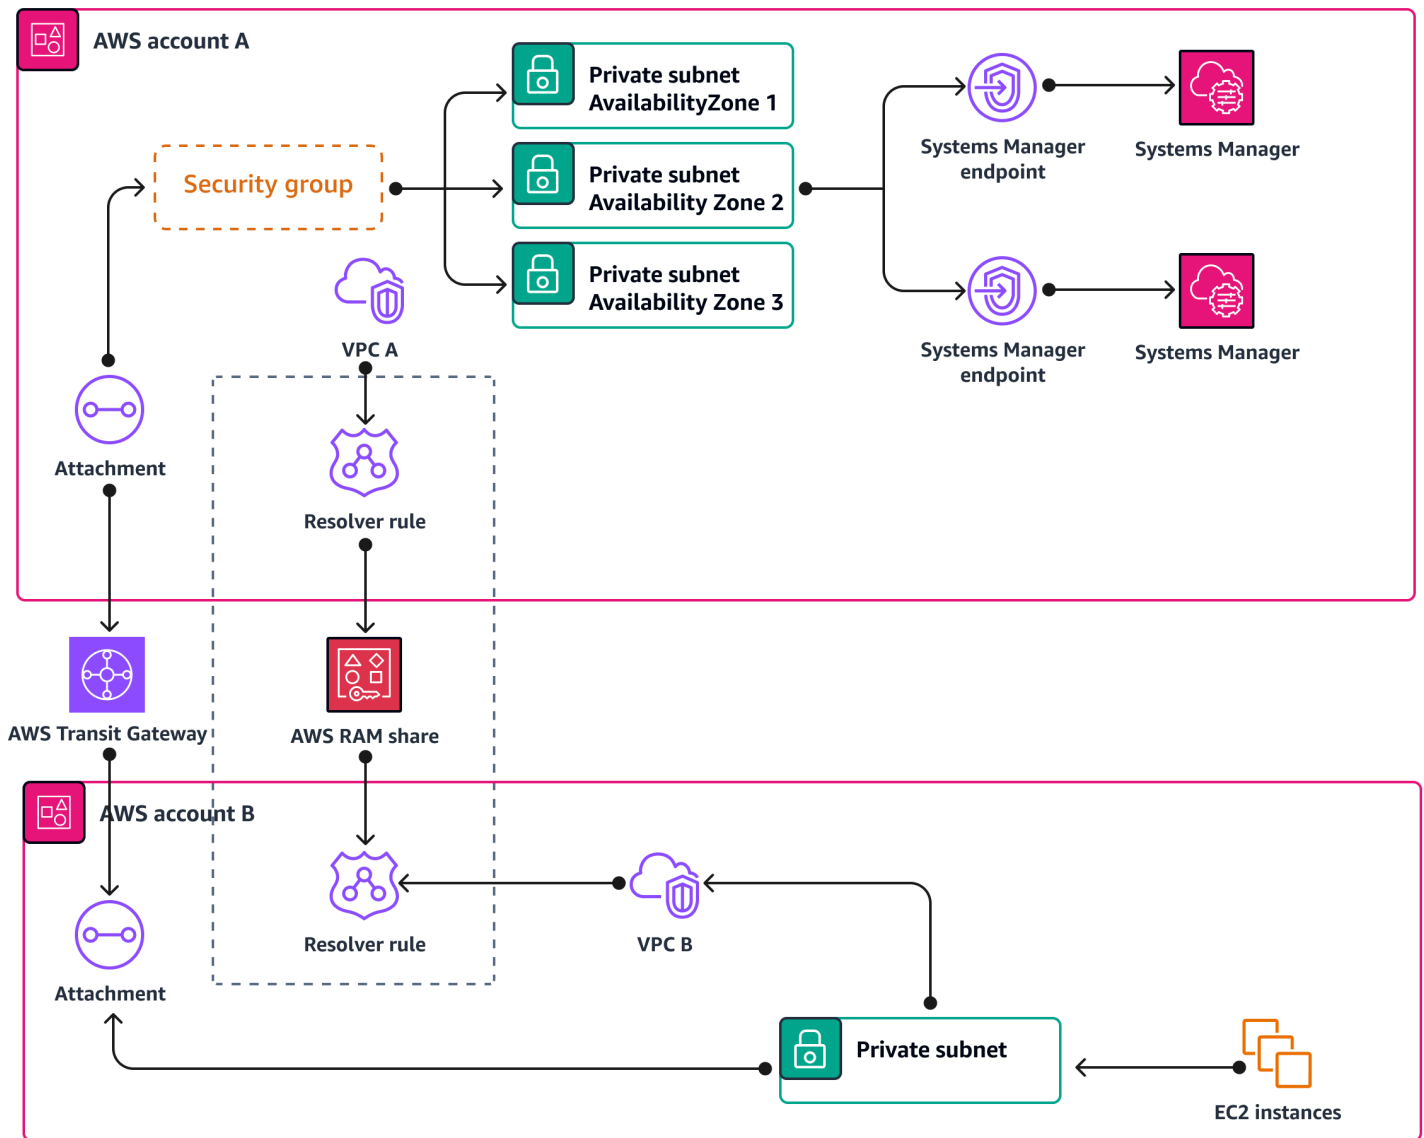 AWS account A
Private subnet
AvailabilityZone 1
Security group
Private subnet
Availability Zone 2
Private subnet
Availability Zone 3
Systems Manager
endpoint
Systems Manager
Systems Manager
endpoint
Systems Manager
VPC A
Attachment
Resolver rule
AWS Transit Gateway
AWS RAM share
AWS account B
Resolver rule
VPC B
Attachment
Private subnet
EC2 instances